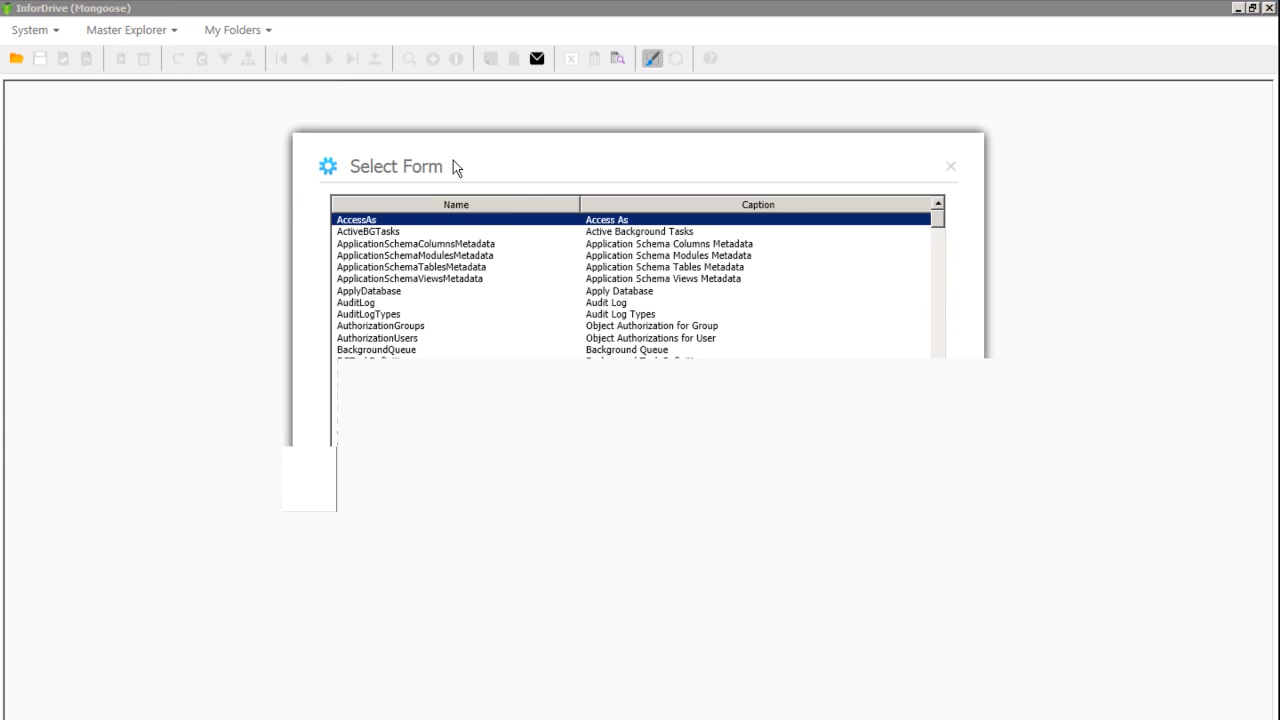 InforDrive (Mongoose)
System Master Explorer My Folders
Select Form
Name Caption
AccessAs Access As
ActiveBGTasks Active Background Tasks
ApplicationSchemaColumnsMetadata Application Schema Columns Metadata
ApplicationSchemaModulesMetadata Application Schema Modules Metadata
ApplicationSchemaTablesMetadata Application Schema Tables Metadata
ApplicationSchemaViewsMetadata Application Schema Views Metadata
ApplyDatabase Apply Database
AuditLog Audit Log
AuditLogTypes Audit Log Types
AuthorizationGroups Object Authorization for Group
AuthorizationUsers Object Authorizations for User
BackgroundQueue Background Queue